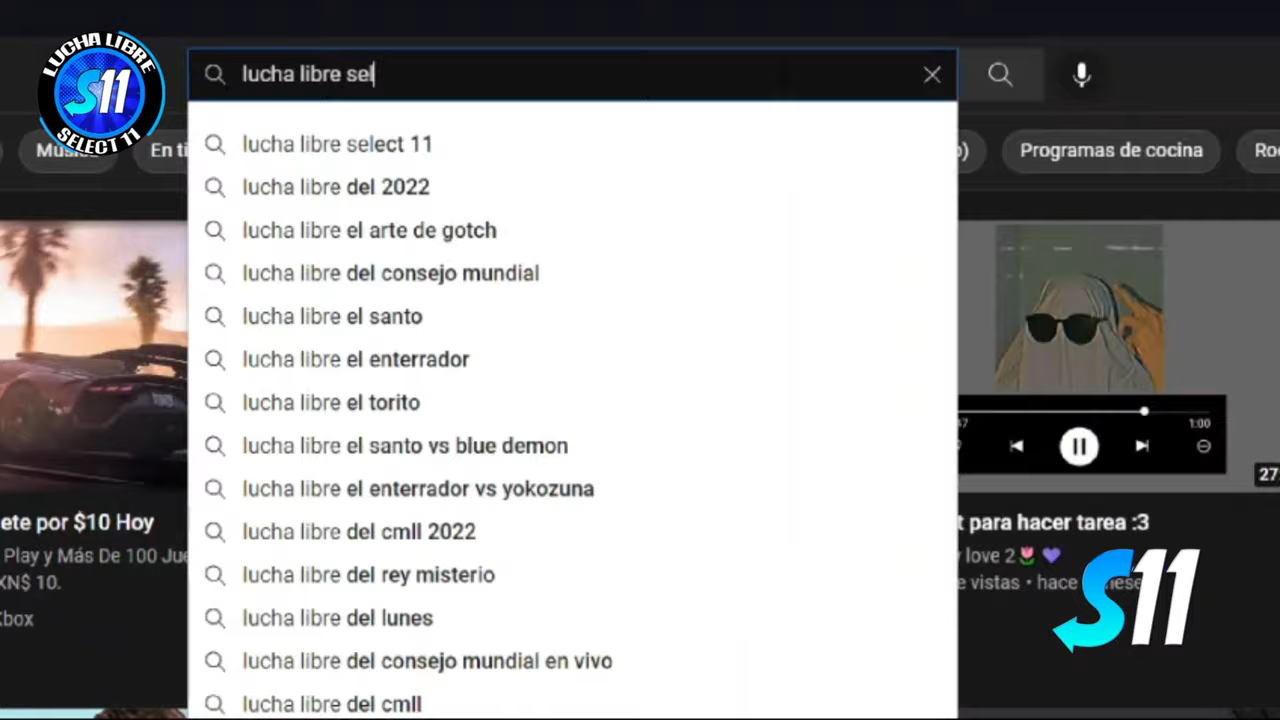 LUCHA LIBRE
S11
SELECT 11
lucha libre sel
Música
En ti
Programas de cocina
lucha libre select 11
lucha libre del 2022
lucha libre el arte de gotch
lucha libre del consejo mundial
lucha libre el santo
lucha libre el enterrador
lucha libre el torito
lucha libre el santo vs blue demon
lucha libre el enterrador vs yokozuna
lucha libre del cmll 2022
lucha libre del rey misterio
lucha libre del lunes
lucha libre del consejo mundial en vivo
lucha libre del cmll
1:00
27
ete por $10 Hoy
Play y Más De 100 Jue
XN$ 10.
Xbox
t para hacer tarea :3
y love 2🌷💜
e vistas • hace
S11